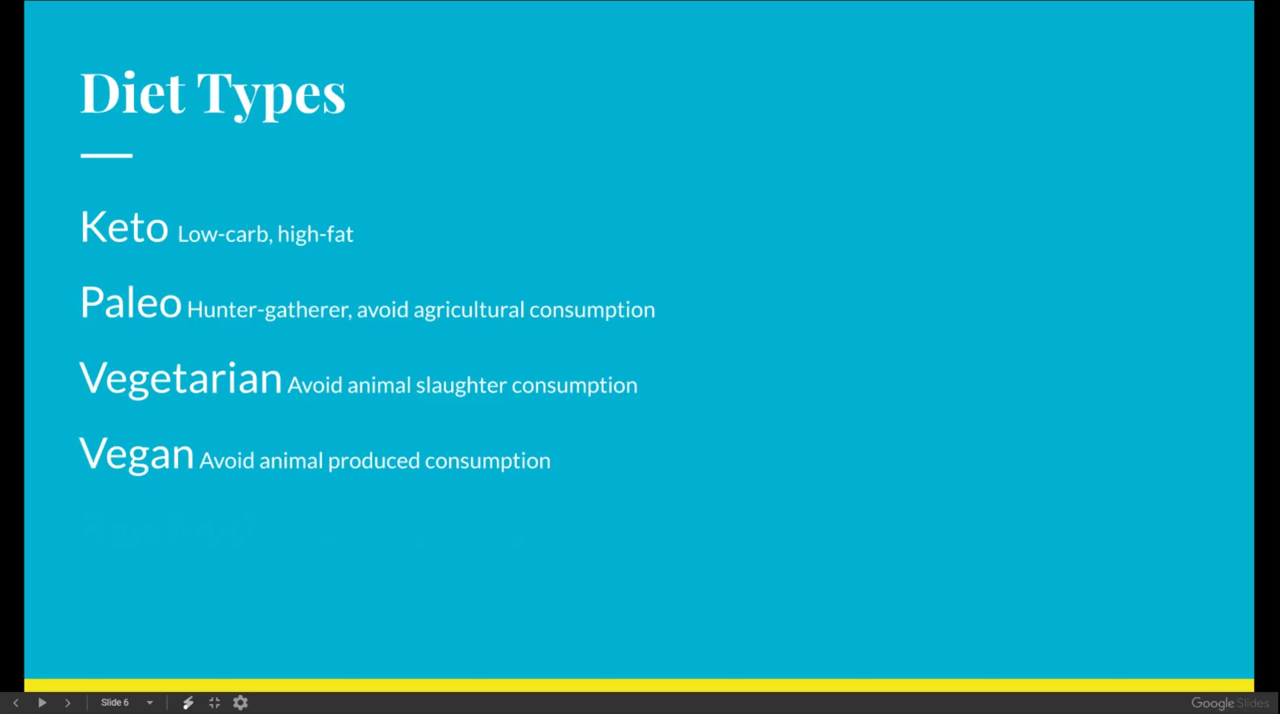 Diet Types
Keto Low-carb, high-fat
Paleo Hunter-gatherer, avoid agricultural consumption
Vegetarian Avoid animal slaughter consumption
Vegan Avoid animal produced consumption
Slide 6
Google Slides